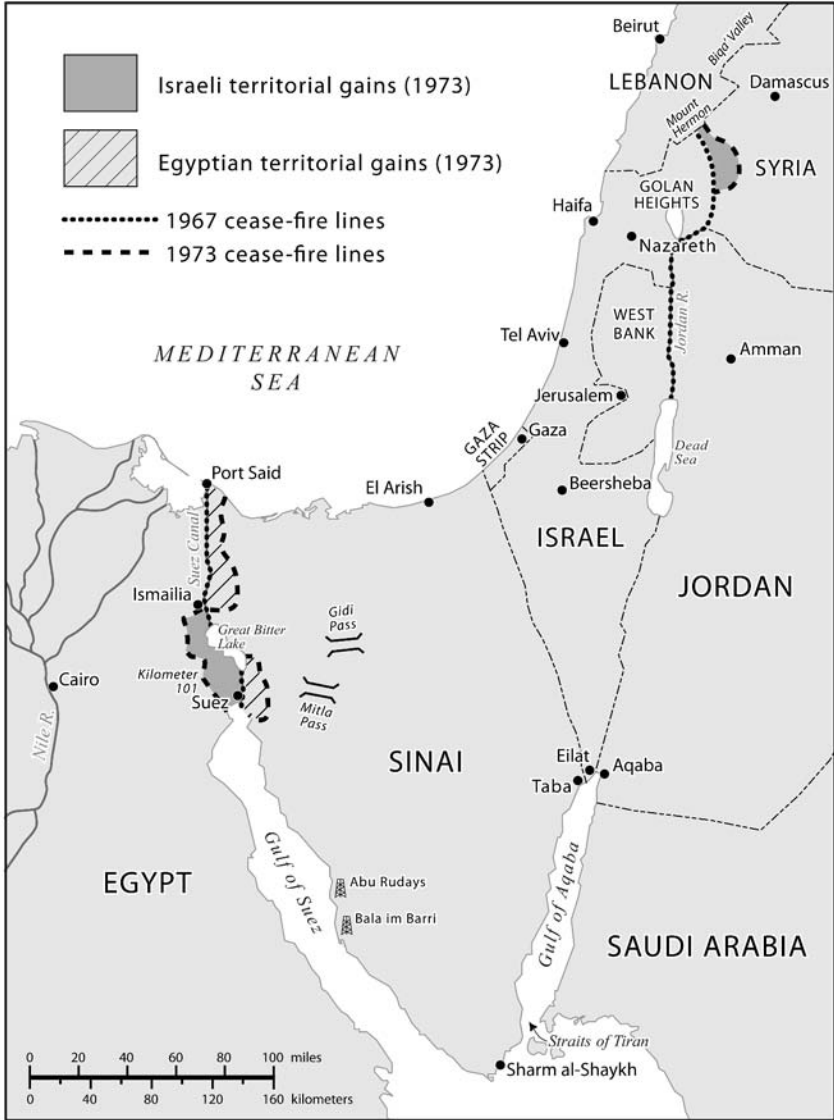 Israeli territorial gains (1973)
Egyptian territorial gains (1973)
1967 cease-fire lines
1973 cease-fire lines
Beirut
Biqa' Valley
LEBANON
Damascus
Mount
Hermon
SYRIA
GOLAN
HEIGHTS
Haifa
Nazareth
WEST
BANK
Jordan R.
Tel Aviv
Amman
MEDITERRANEAN
SEA
Jerusalem
GAZA
STRIP
Gaza
Dead
Sea
Port Said
El Arish
Beersheba
ISRAEL
Suez Canal
JORDAN
Ismailia
Gidi
Pass
Great Bitter
Lake
Kilometer
101
Cairo
Suez
Mitla
Pass
Nile R.
SINAI
Eilat
Aqaba
Taba
EGYPT
Gulf of Suez
Abu Rudays
Bala im Barri
Gulf of Aqaba
SAUDI ARABIA
Straits of Tiran
Sharm al-Shaykh
0 20 40 60 80 100 miles
0 40 80 120 160 kilometers